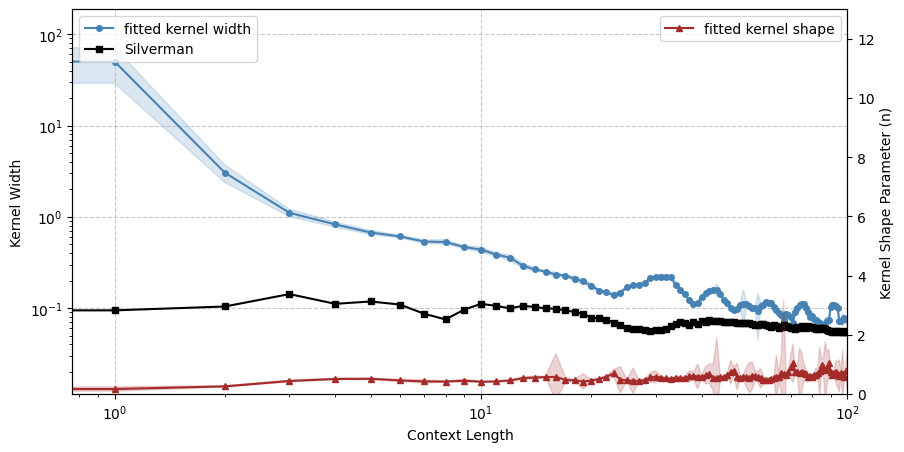 fitted kernel width
Silverman
fitted kernel shape
10²
10¹
10⁰
10⁻¹
Kernel Width
12
10
8
6
4
2
0
Kernel Shape Parameter (n)
10⁰
10¹
10²
Context Length